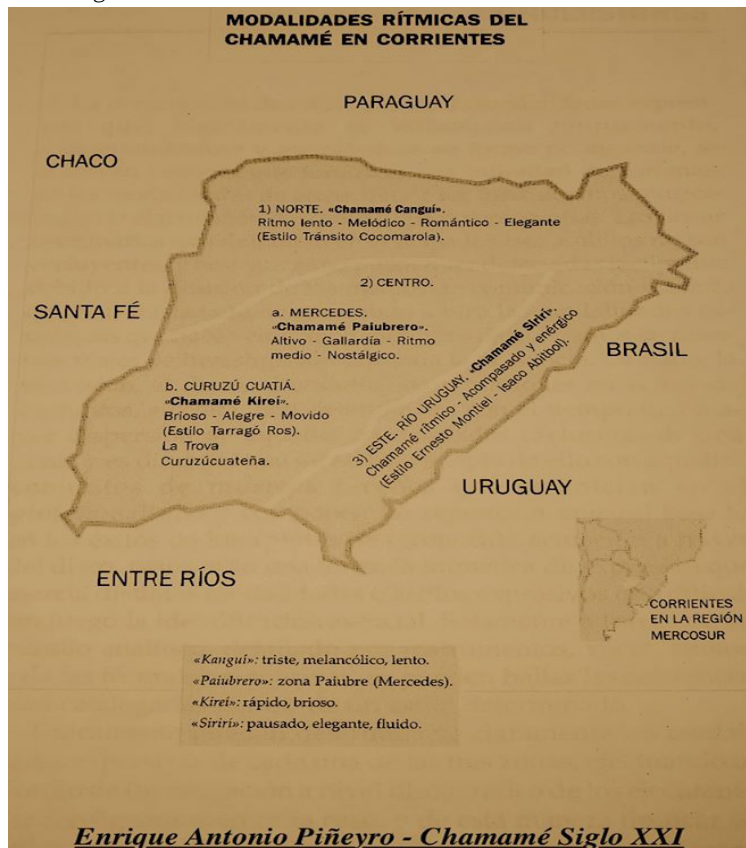 MODALIDADES RÍTMICAS DEL
CHAMAMÉ EN CORRIENTES
PARAGUAY
CHACO
1) NORTE. «Chamamé Canguí».
Ritmo lento - Melódico - Romántico - Elegante
(Estilo Tránsito Cocomarola).
2) CENTRO.
SANTA FÉ
a. MERCEDES.
«Chamamé Paiubrero».
Altivo - Gallardía - Ritmo
medio - Nostálgico.
BRASIL
b. CURUZÚ CUATIÁ.
«Chamamé Kireí».
Brioso - Alegre - Movido
(Estilo Tarragó Ros).
La Trova
Curuzúcuateña.
3) ESTE. RÍO URUGUAY. «Chamamé Sirirí».
Chamamé rítmico - Acompasado y enérgico
(Estilo Ernesto Montiel - Isaco Abitbol).
URUGUAY
ENTRE RÍOS
CORRIENTES
EN LA REGIÓN
MERCOSUR
«Kanguí»: triste, melancólico, lento.
«Paiubrero»: zona Paiubre (Mercedes).
«Kireí»: rápido, brioso.
«Sirirí»: pausado, elegante, fluido.
Enrique Antonio Piñeyro - Chamamé Siglo XXI